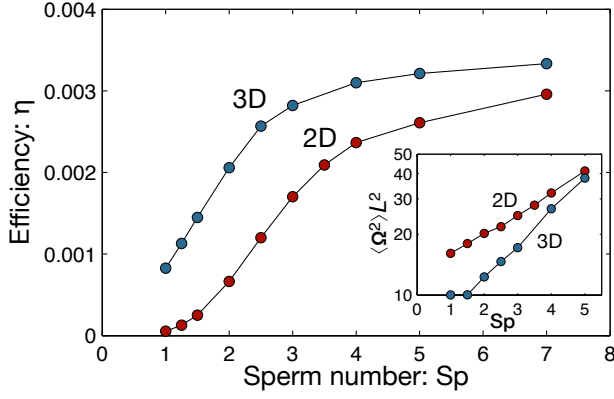 0.004
0.003
0.002
0.001
0
Efficiency: η
3D
2D
0 1 2 3 4 5 6 7 8
Sperm number: Sp
50
40
30
20
10
⟨Ω²⟩L²
2D
3D
0 1 2 3 4 5
Sp